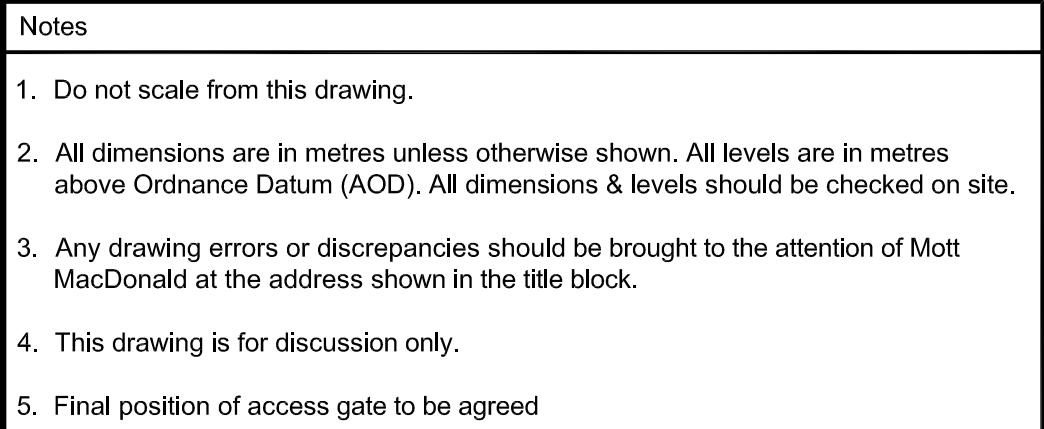 Notes
1. Do not scale from this drawing.
2. All dimensions are in metres unless otherwise shown. All levels are in metres
above Ordnance Datum (AOD). All dimensions & levels should be checked on site.
3. Any drawing errors or discrepancies should be brought to the attention of Mott
MacDonald at the address shown in the title block.
4. This drawing is for discussion only.
5. Final position of access gate to be agreed